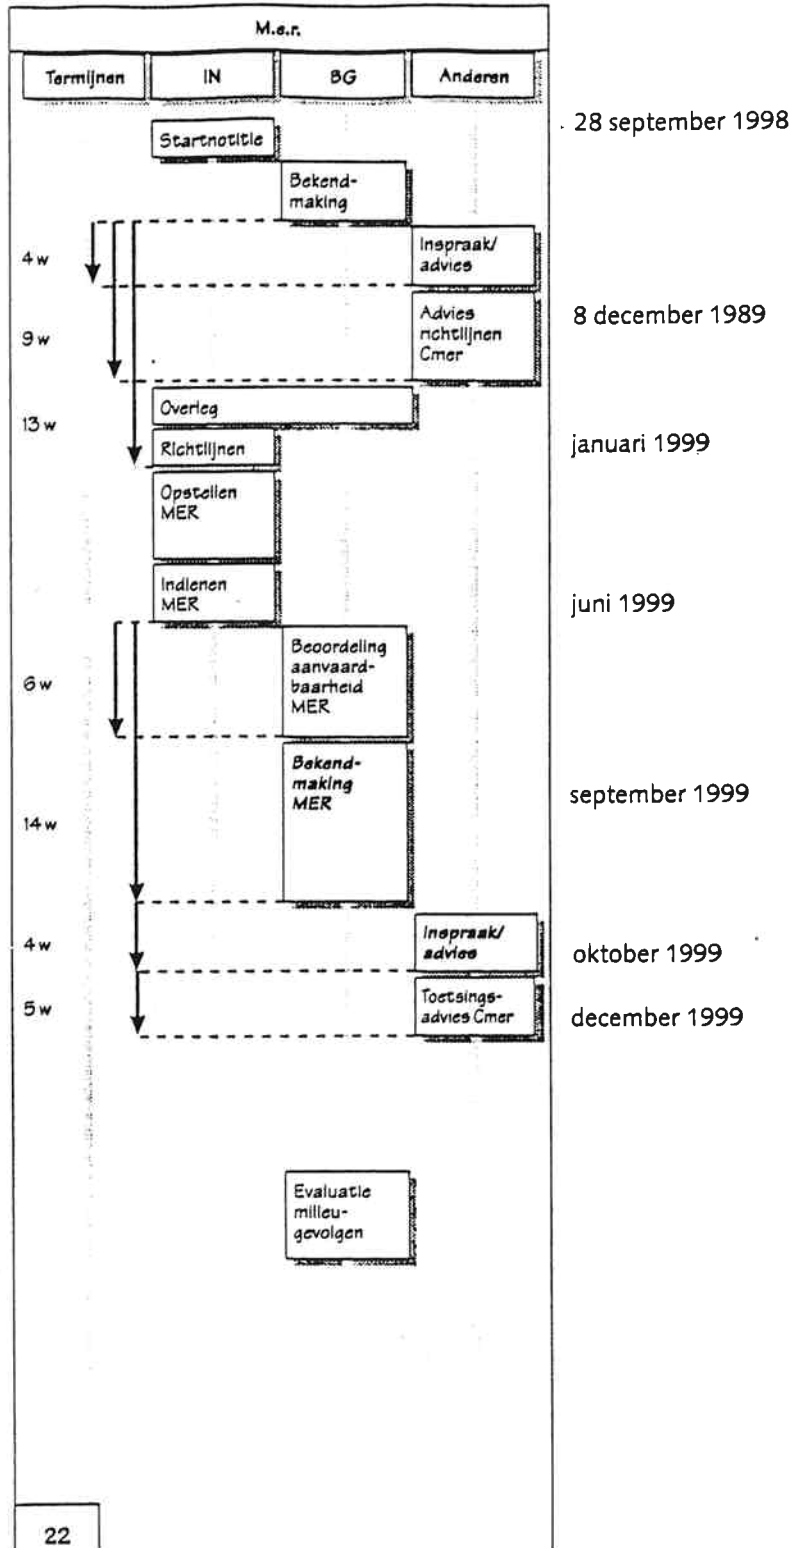 M.e.r.
Termijnen
IN
BG
Anderen
Startnotitie
28 september 1998
Bekend-
making
4 w
Inspraak/
advies
9 w
Advies
richtlijnen
Cmer
8 december 1989
Overleg
13 w
Richtlijnen
januari 1999
Opstellen
MER
Indienen
MER
juni 1999
6 w
Beoordeling
aanvaard-
baarheid
MER
Bekend-
making
MER
september 1999
14 w
4 w
Inspraak/
advies
oktober 1999
5 w
Toetsings-
advies Cmer
december 1999
Evaluatie
milieu-
gevolgen
22